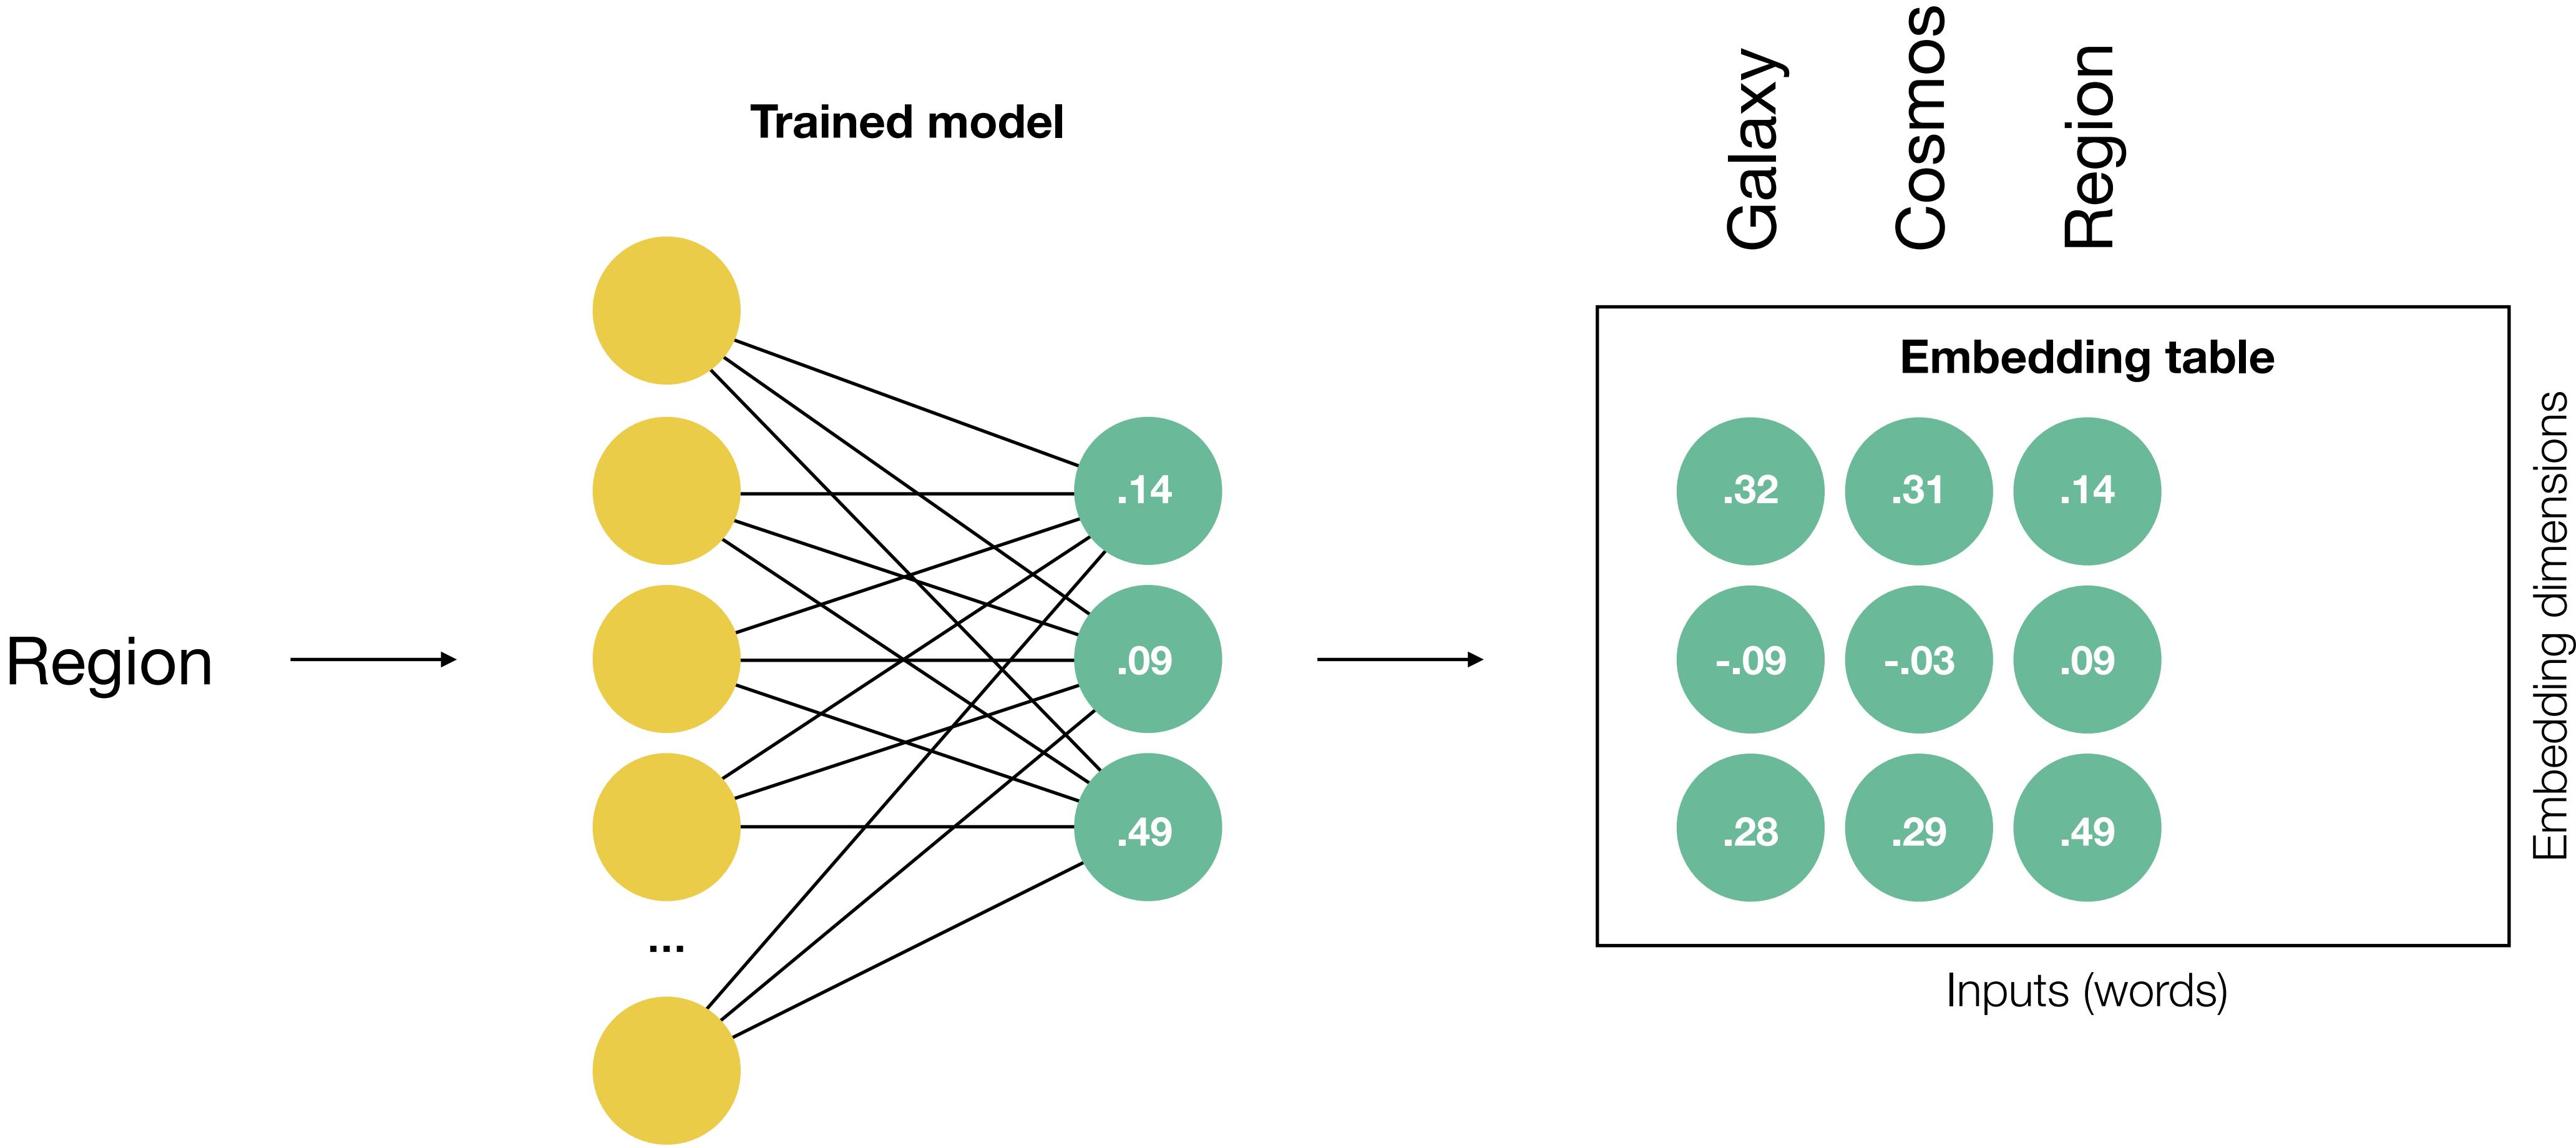 Trained model
Region
...
.14
.09
.49
Galaxy
Cosmos
Region
Embedding table
.32 .31 .14
-.09 -.03 .09
.28 .29 .49
Embedding dimensions
Inputs (words)